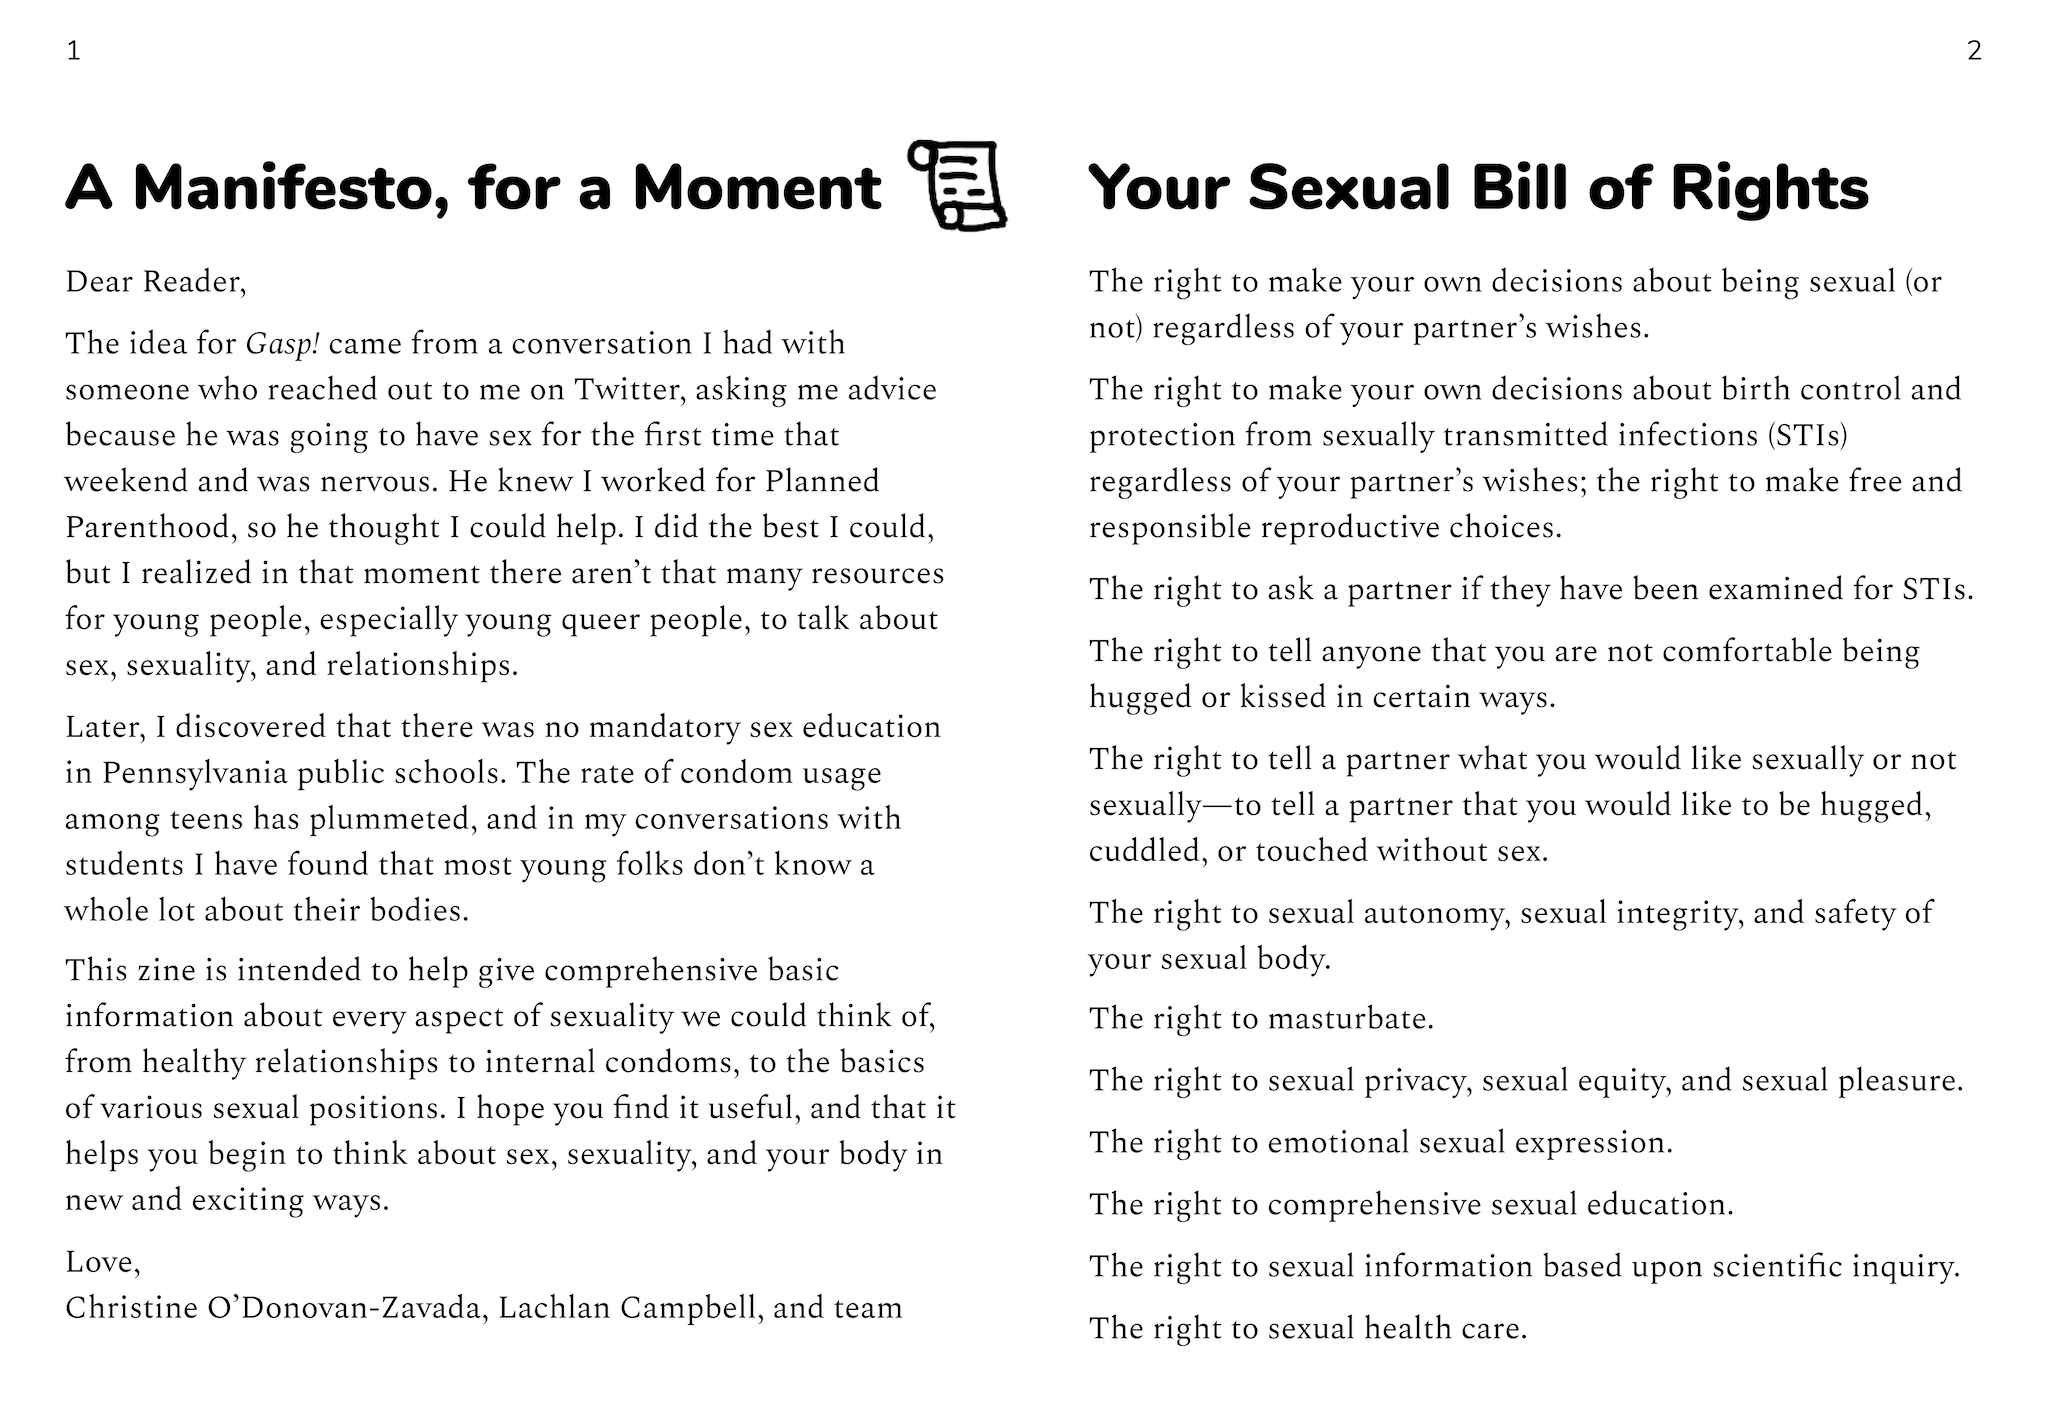 1
A Manifesto, for a Moment
Dear Reader,
The idea for Gasp! came from a conversation I had with
someone who reached out to me on Twitter, asking me advice
because he was going to have sex for the first time that
weekend and was nervous. He knew I worked for Planned
Parenthood, so he thought I could help. I did the best I could,
but I realized in that moment there aren’t that many resources
for young people, especially young queer people, to talk about
sex, sexuality, and relationships.
Later, I discovered that there was no mandatory sex education
in Pennsylvania public schools. The rate of condom usage
among teens has plummeted, and in my conversations with
students I have found that most young folks don’t know a
whole lot about their bodies.
This zine is intended to help give comprehensive basic
information about every aspect of sexuality we could think of,
from healthy relationships to internal condoms, to the basics
of various sexual positions. I hope you find it useful, and that it
helps you begin to think about sex, sexuality, and your body in
new and exciting ways.
Love,
Christine O’Donovan-Zavada, Lachlan Campbell, and team
2
Your Sexual Bill of Rights
The right to make your own decisions about being sexual (or
not) regardless of your partner’s wishes.
The right to make your own decisions about birth control and
protection from sexually transmitted infections (STIs)
regardless of your partner’s wishes; the right to make free and
responsible reproductive choices.
The right to ask a partner if they have been examined for STIs.
The right to tell anyone that you are not comfortable being
hugged or kissed in certain ways.
The right to tell a partner what you would like sexually or not
sexually—to tell a partner that you would like to be hugged,
cuddled, or touched without sex.
The right to sexual autonomy, sexual integrity, and safety of
your sexual body.
The right to masturbate.
The right to sexual privacy, sexual equity, and sexual pleasure.
The right to emotional sexual expression.
The right to comprehensive sexual education.
The right to sexual information based upon scientific inquiry.
The right to sexual health care.